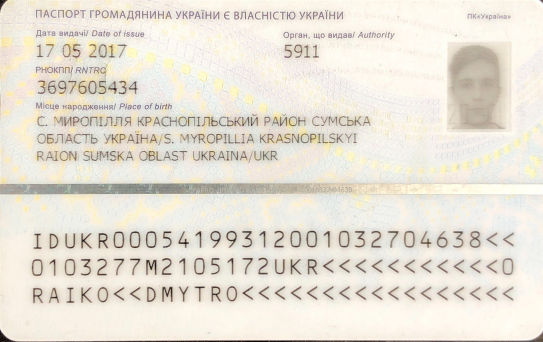 ПАСПОРТ ГРОМАДЯНИНА УКРАЇНИ Є ВЛАСНІСТЮ УКРАЇНИ
ПК«Україна»
Дата видачі/ Date of issue
Орган, що видав/ Authority
17 05 2017
5911
РНОКПП/ RNTRC
3697605434
Місце народження/ Place of birth
С. МИРОПІЛЛЯ КРАСНОПІЛЬСЬКИЙ РАЙОН СУМСЬКА
ОБЛАСТЬ УКРАЇНА/S. MYROPILLIA KRASNOPILSKYI
RAION SUMSKA OBLAST UKRAINA/UKR
IDUKR00054199312001032704638<<
0103277M2105172UKR<<<<<<<<<<<0
RAIKO<<DMYTRO<<<<<<<<<<<<<<<<<